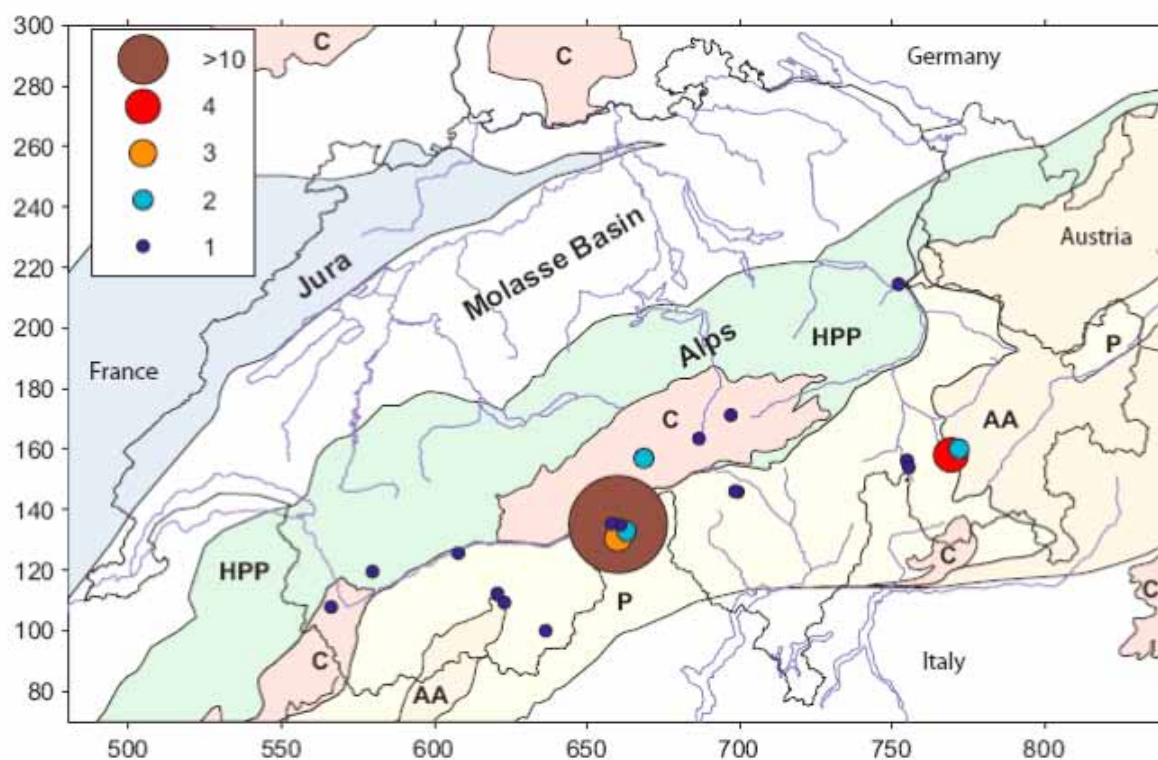 300
280
260
240
220
200
180
160
140
120
100
80
>10
4
3
2
1
C
C
Germany
Austria
Jura
Molasse Basin
Alps
HPP
France
P
C
AA
HPP
C
P
C
C
AA
Italy
500
550
600
650
700
750
800